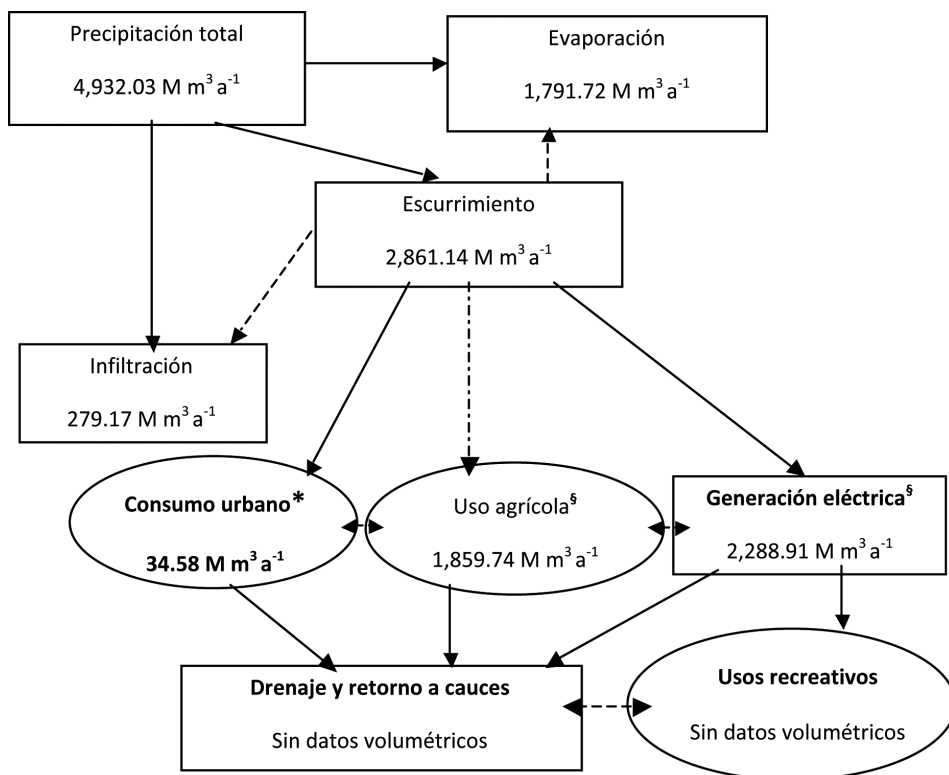 Precipitación total
4,932.03 M m³ a⁻¹
Evaporación
1,791.72 M m³ a⁻¹
Escurrimiento
2,861.14 M m³ a⁻¹
Infiltración
279.17 M m³ a⁻¹
Consumo urbano*
34.58 M m³ a⁻¹
Uso agrícola§
1,859.74 M m³ a⁻¹
Generación eléctrica§
2,288.91 M m³ a⁻¹
Drenaje y retorno a cauces
Sin datos volumétricos
Usos recreativos
Sin datos volumétricos